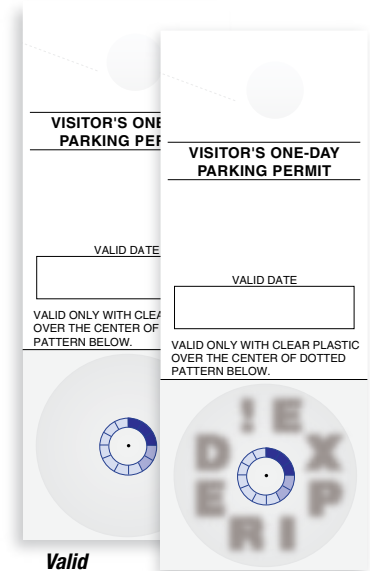 VISITOR'S ONE
PARKING PER
VALID DATE
VALID ONLY WITH CLEA
OVER THE CENTER OF
PATTERN BELOW.
Valid
VISITOR'S ONE-DAY
PARKING PERMIT
VALID DATE
VALID ONLY WITH CLEAR PLASTIC
OVER THE CENTER OF DOTTED
PATTERN BELOW.
EXPIRED!